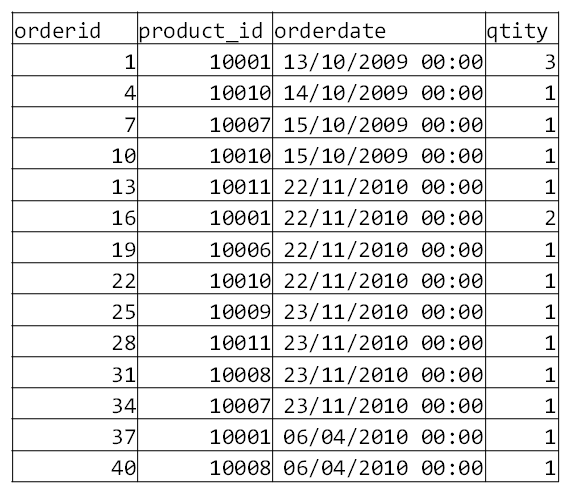 orderid product_id orderdate qtity
1 10001 13/10/2009 00:00 3
4 10010 14/10/2009 00:00 1
7 10007 15/10/2009 00:00 1
10 10010 15/10/2009 00:00 1
13 10011 22/11/2010 00:00 1
16 10001 22/11/2010 00:00 2
19 10006 22/11/2010 00:00 1
22 10010 22/11/2010 00:00 1
25 10009 23/11/2010 00:00 1
28 10011 23/11/2010 00:00 1
31 10008 23/11/2010 00:00 1
34 10007 23/11/2010 00:00 1
37 10001 06/04/2010 00:00 1
40 10008 06/04/2010 00:00 1